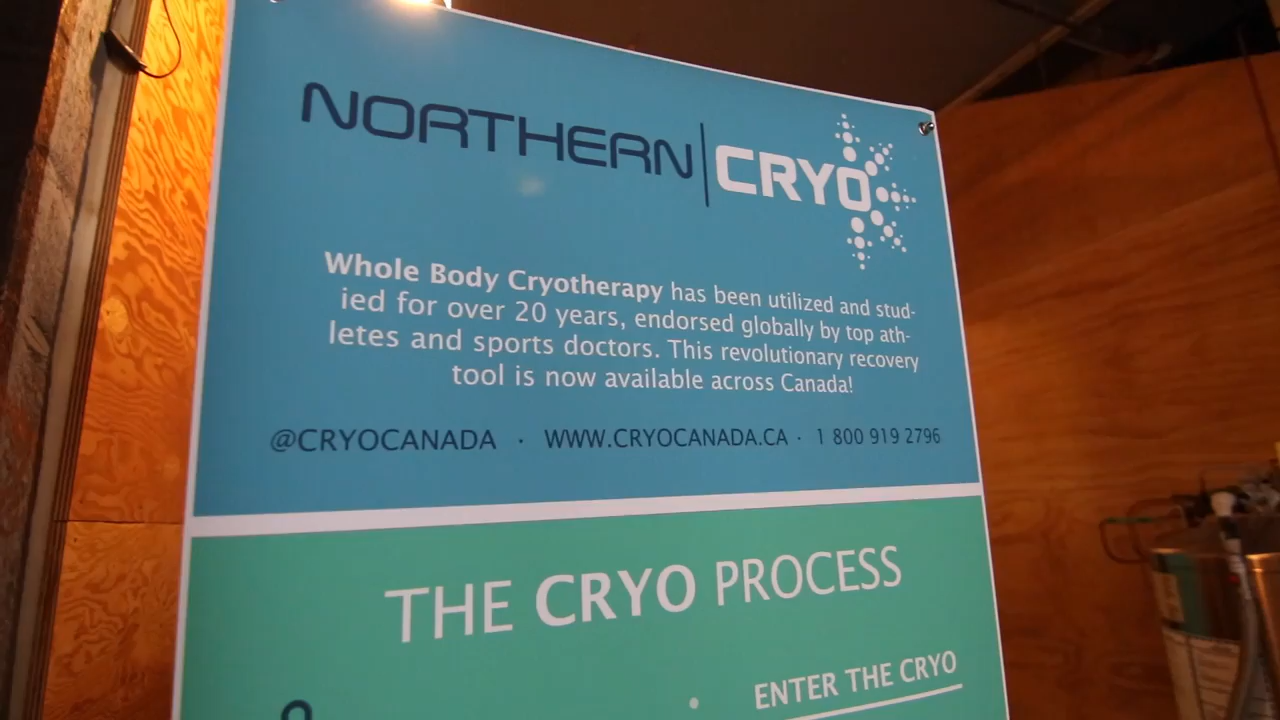 NORTHERN | CRYO
Whole Body Cryotherapy has been utilized and stud-
ied for over 20 years, endorsed globally by top ath-
letes and sports doctors. This revolutionary recovery
tool is now available across Canada!
@CRYOCANADA · WWW.CRYOCANADA.CA · 1 800 919 2796
THE CRYO PROCESS
ENTER THE CRYO